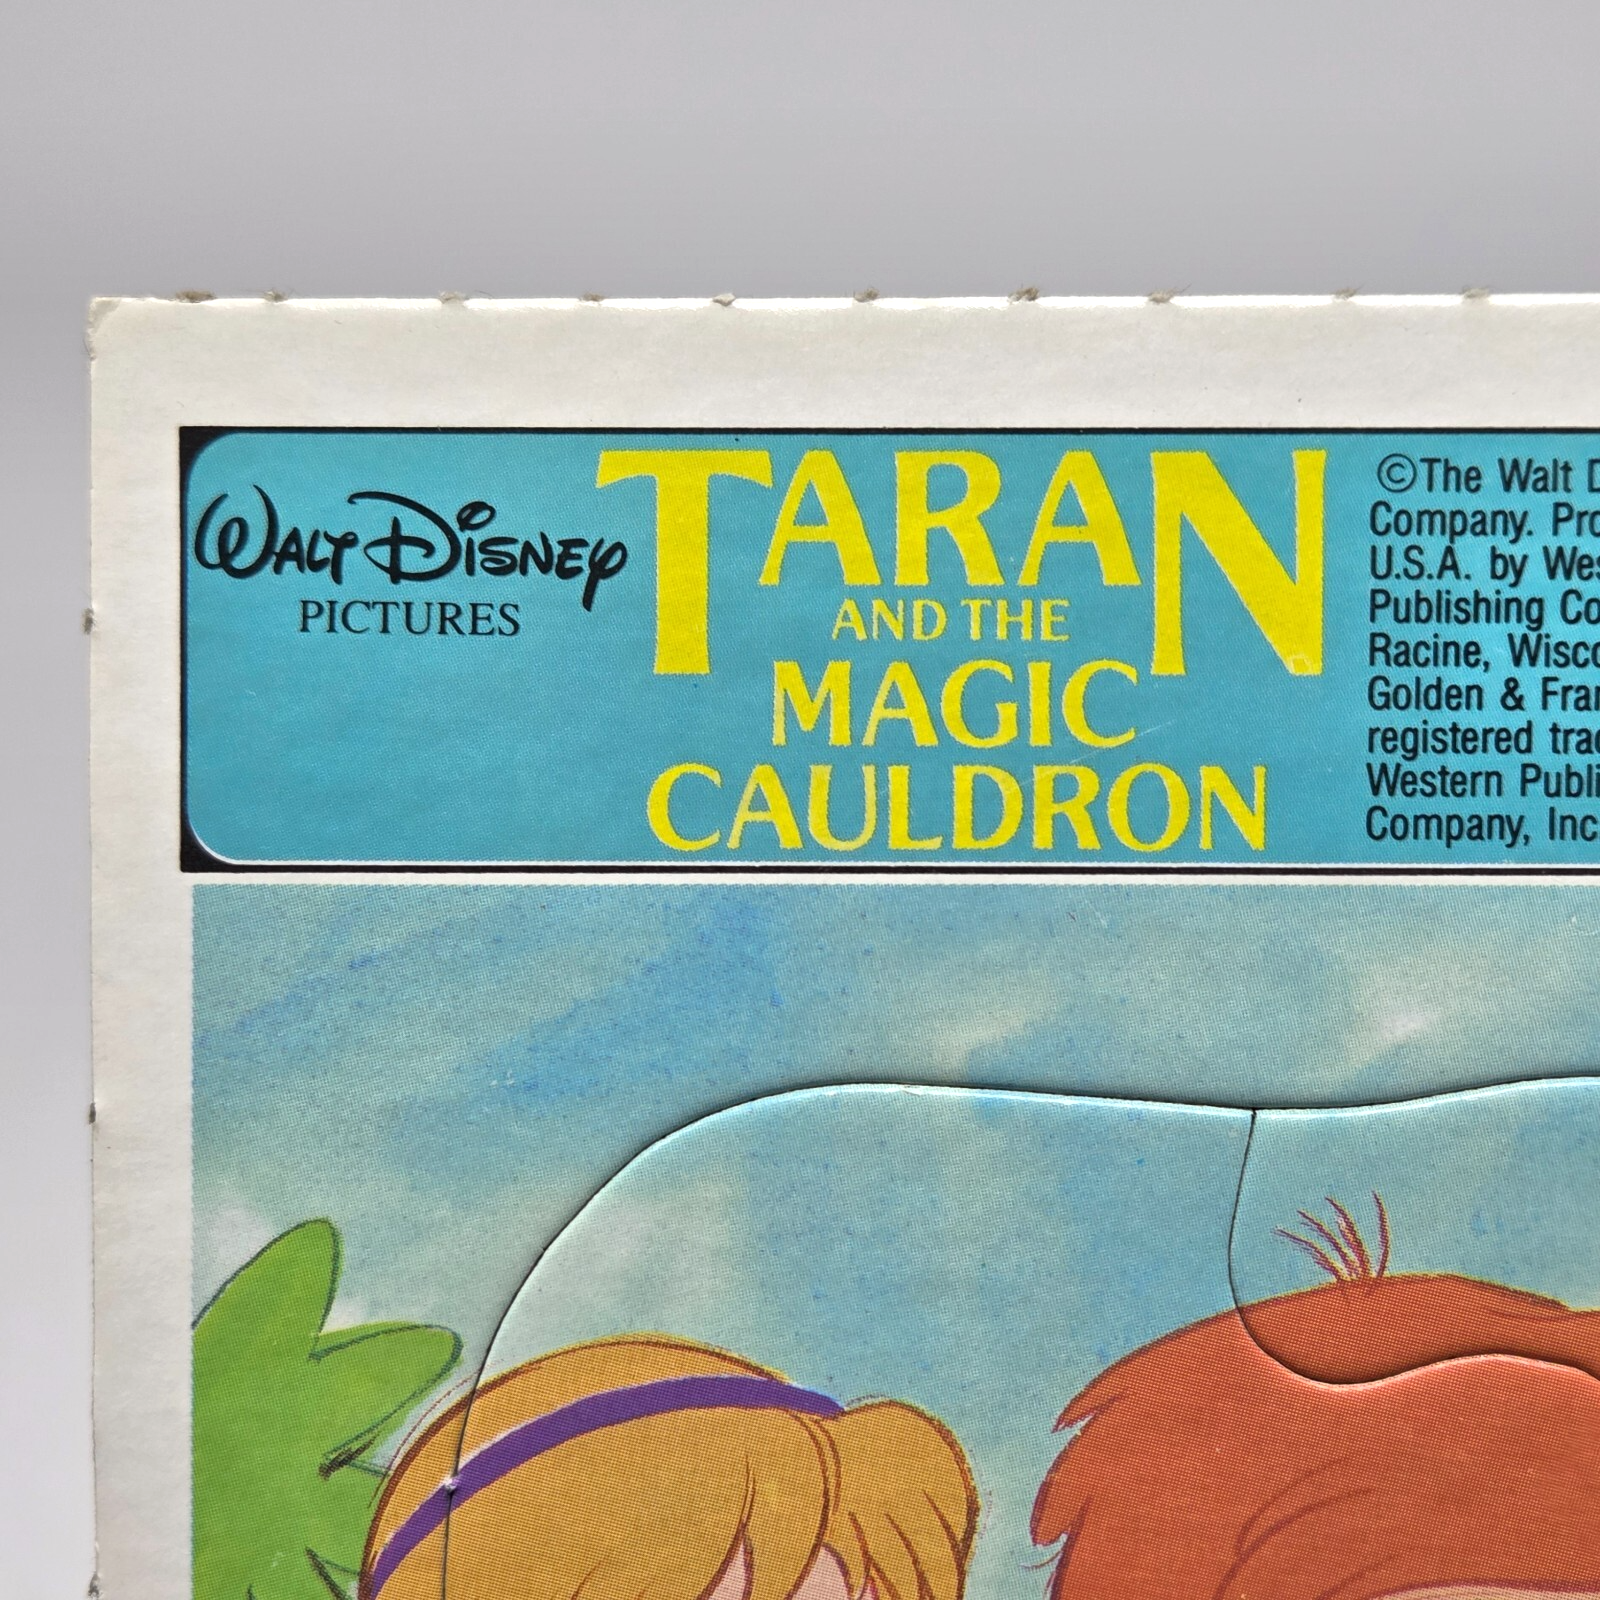 WALT DISNEY
PICTURES
TARAN
AND THE
MAGIC
CAULDRON
©The Walt
Company.
U.S.A. by
Publishing
Racine,
Golden &
registered
Western
Company, Inc